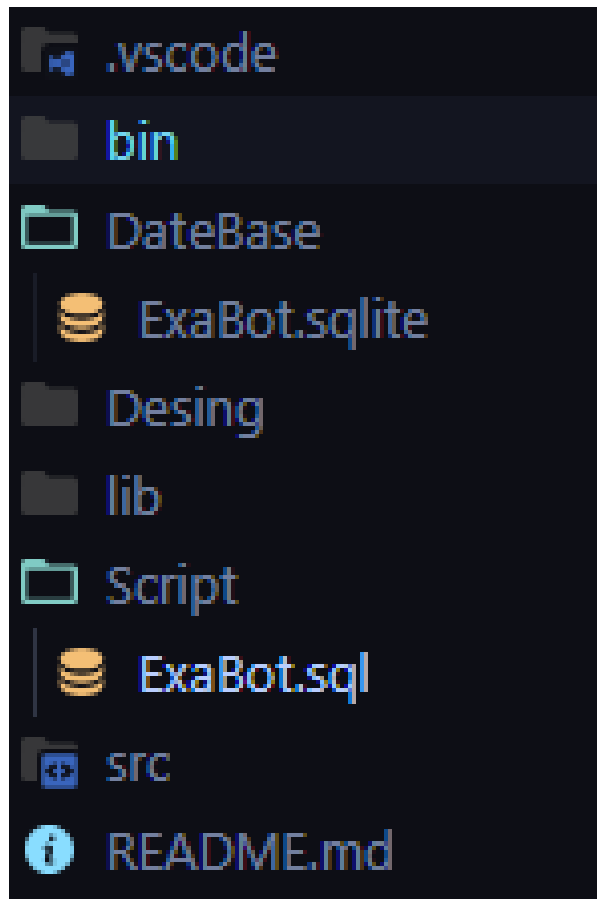 .vscode
bin
DateBase
ExaBot.sqlite
Desing
lib
Script
ExaBot.sql
src
README.md